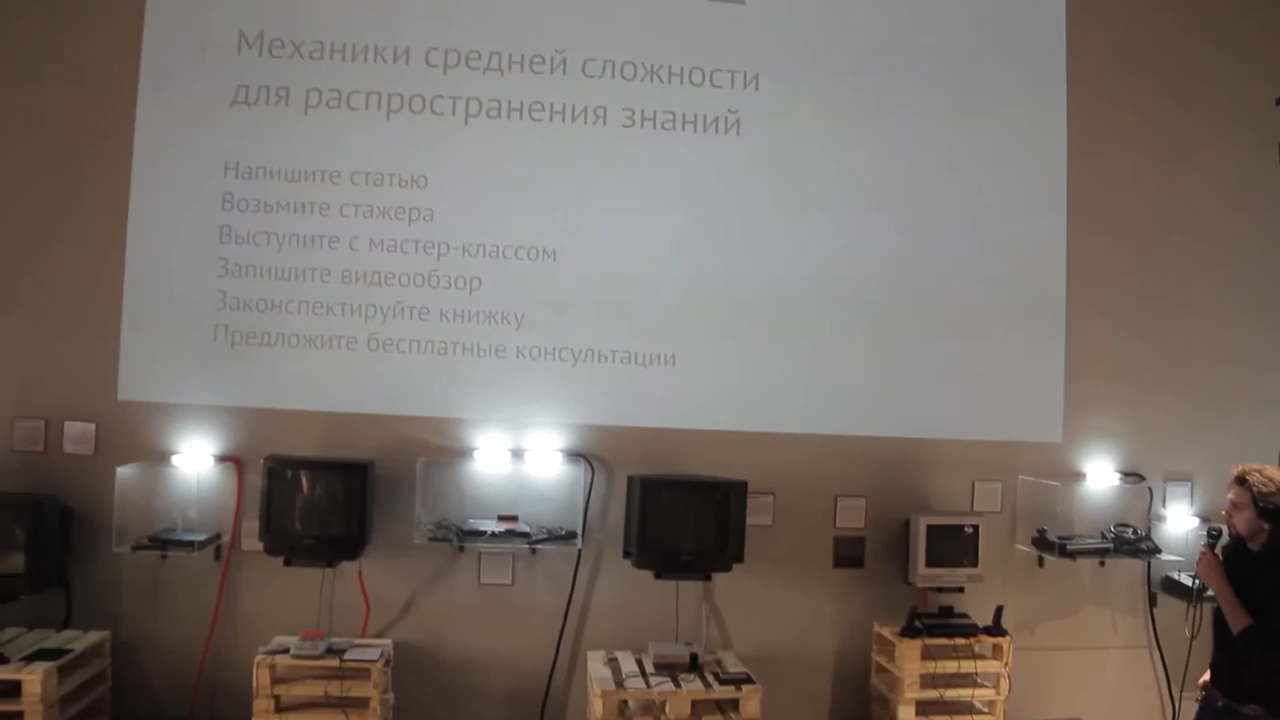 Механики средней сложности
для распространения знаний
Напишите статью
Возьмите стажера
Выступите с мастер-классом
Запишите видеообзор
Законспектируйте книжку
Предложите бесплатные консультации